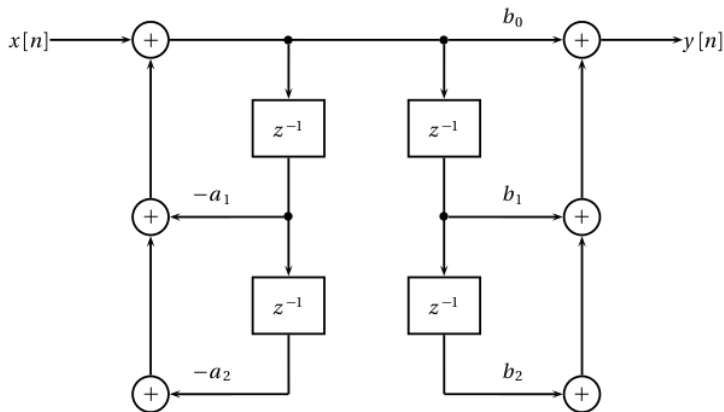 b₀
x[n] + + y[n]
z⁻¹ z⁻¹
−a₁ b₁
+ +
z⁻¹ z⁻¹
−a₂ b₂
+ +